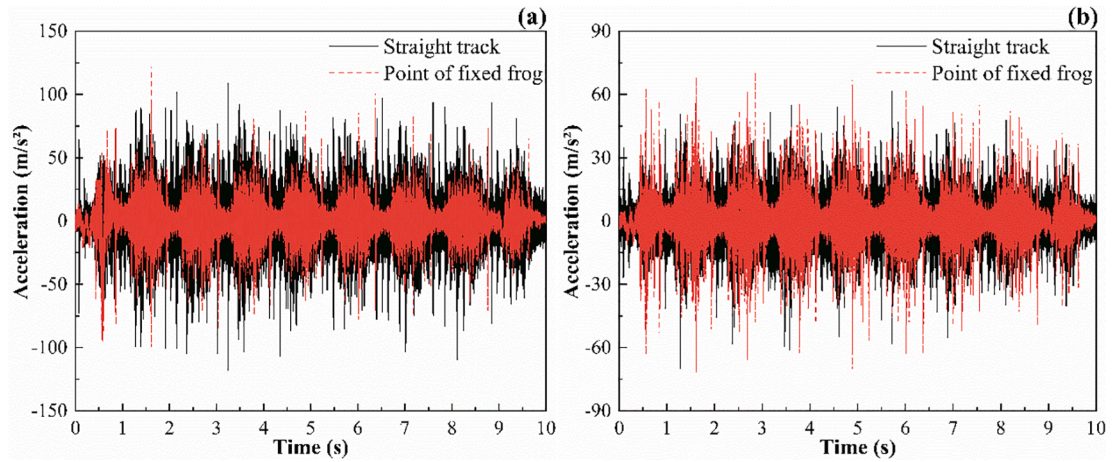 (a)
Straight track
Point of fixed frog
Acceleration (m/s²)
150
100
50
0
-50
-100
-150
0 1 2 3 4 5 6 7 8 9 10
Time (s)
(b)
Straight track
Point of fixed frog
Acceleration (m/s²)
90
60
30
0
-30
-60
-90
0 1 2 3 4 5 6 7 8 9 10
Time (s)